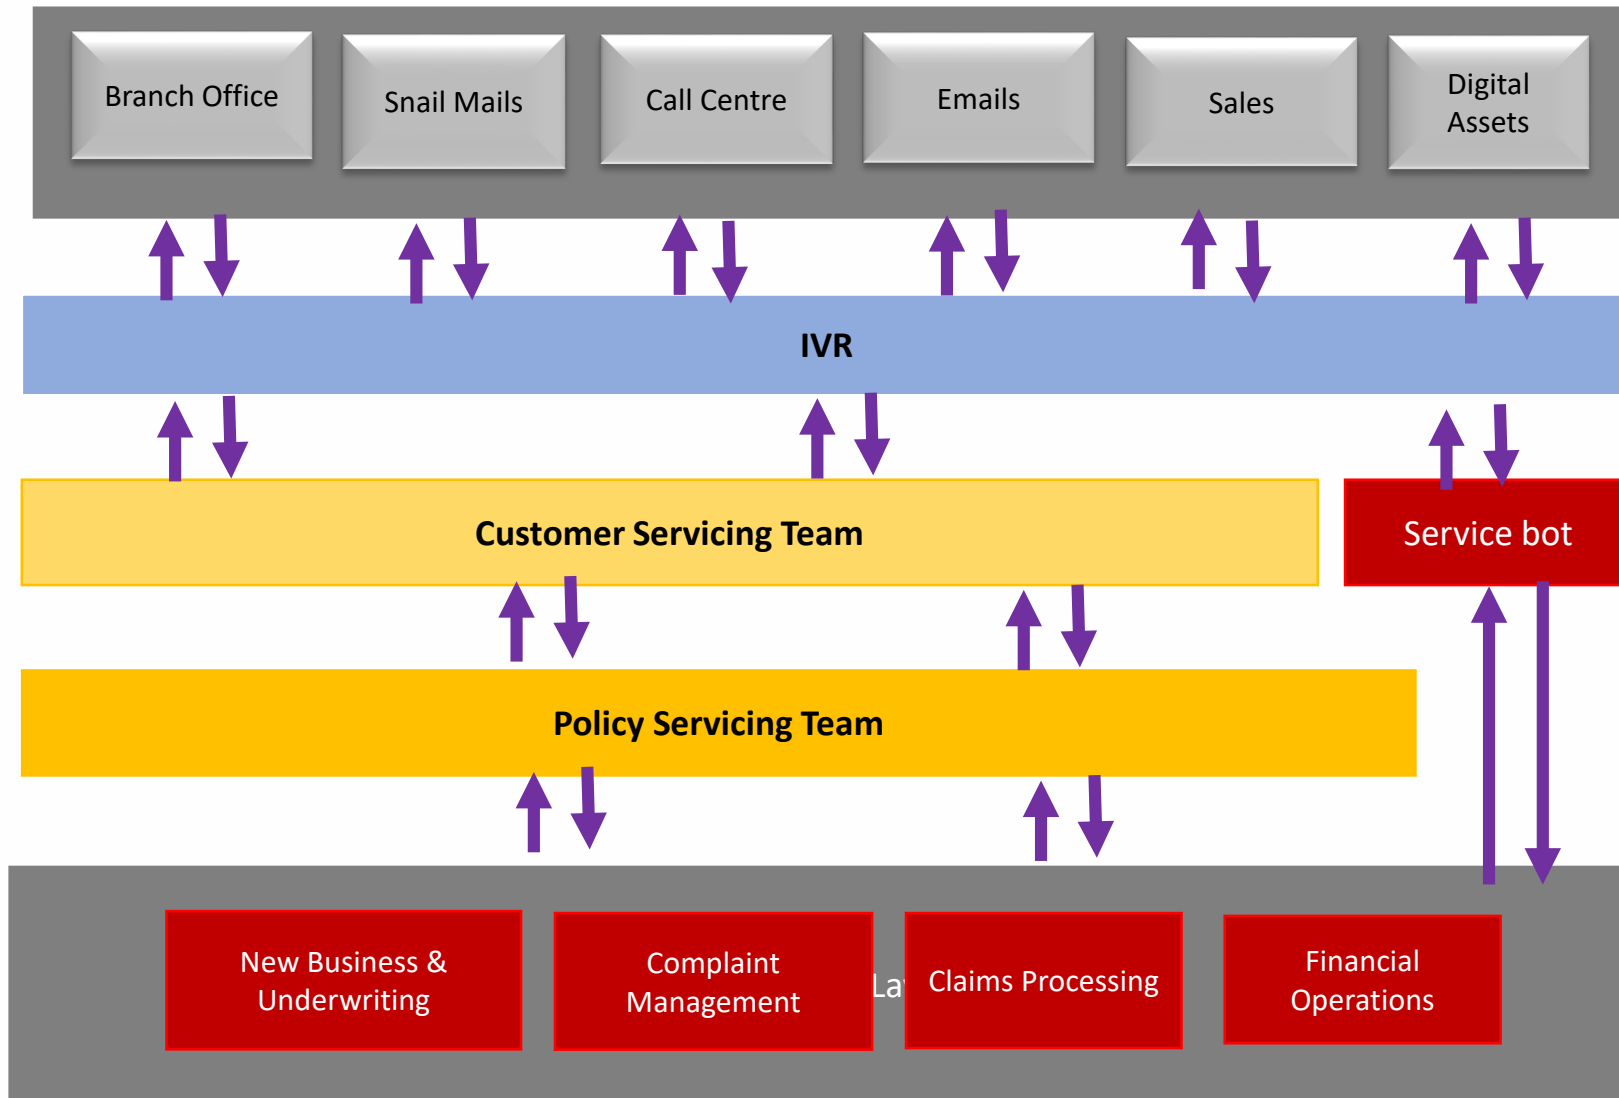 Branch Office
Snail Mails
Call Centre
Emails
Sales
Digital
Assets
IVR
Customer Servicing Team
Service bot
Policy Servicing Team
New Business &
Underwriting
Complaint
Management
Claims Processing
Financial
Operations